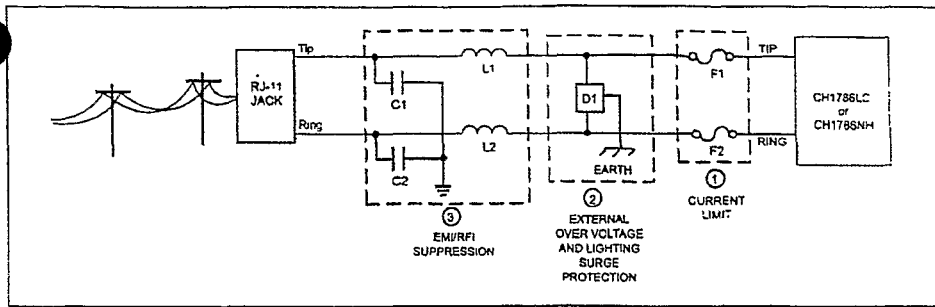 Tip
RJ-11
JACK
Ring
C1
L1
C2
L2
D1
EARTH
F1
TIP
F2
RING
CH1786LC
or
CH1786NH
③
EMI/RFI
SUPPRESSION
②
EXTERNAL
OVER VOLTAGE
AND LIGHTING
SURGE
PROTECTION
①
CURRENT
LIMIT